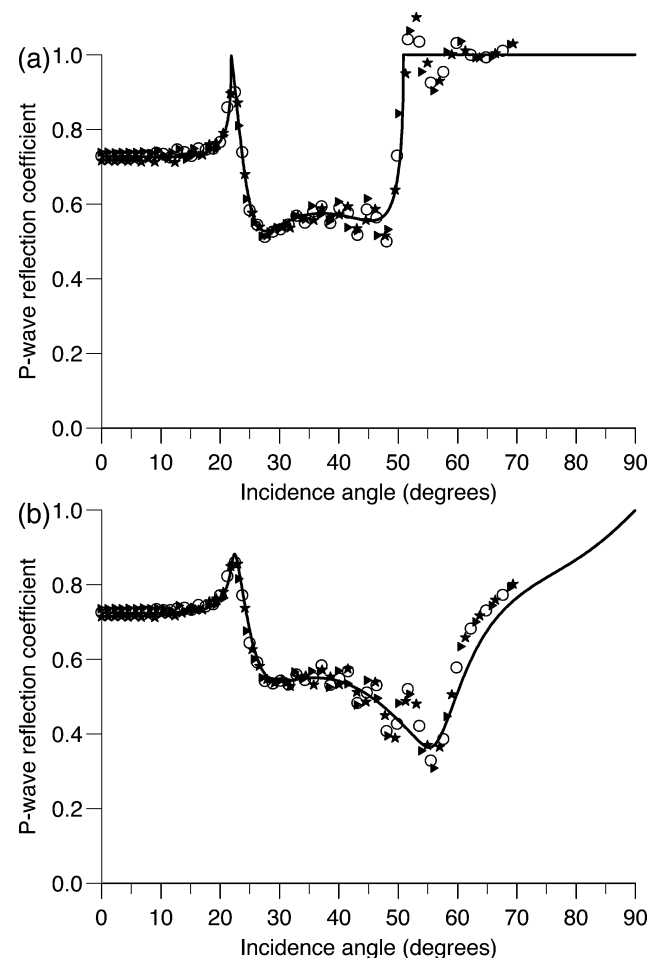 (a)
P-wave reflection coefficient
1.0
0.8
0.6
0.4
0.2
0.0
0 10 20 30 40 50 60 70 80 90
Incidence angle (degrees)
(b)
P-wave reflection coefficient
1.0
0.8
0.6
0.4
0.2
0.0
0 10 20 30 40 50 60 70 80 90
Incidence angle (degrees)